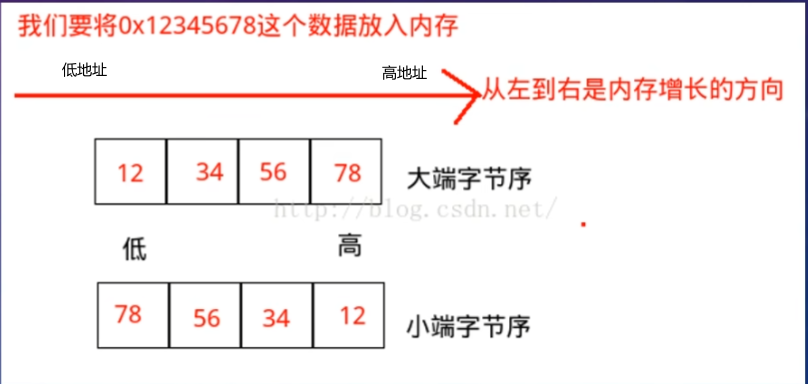 我们要将0x12345678这个数据放入内存
低地址 高地址
从左到右是内存增长的方向
12 34 56 78 大端字节序
http://blog.csdn.net/
低 高
78 56 34 12 小端字节序